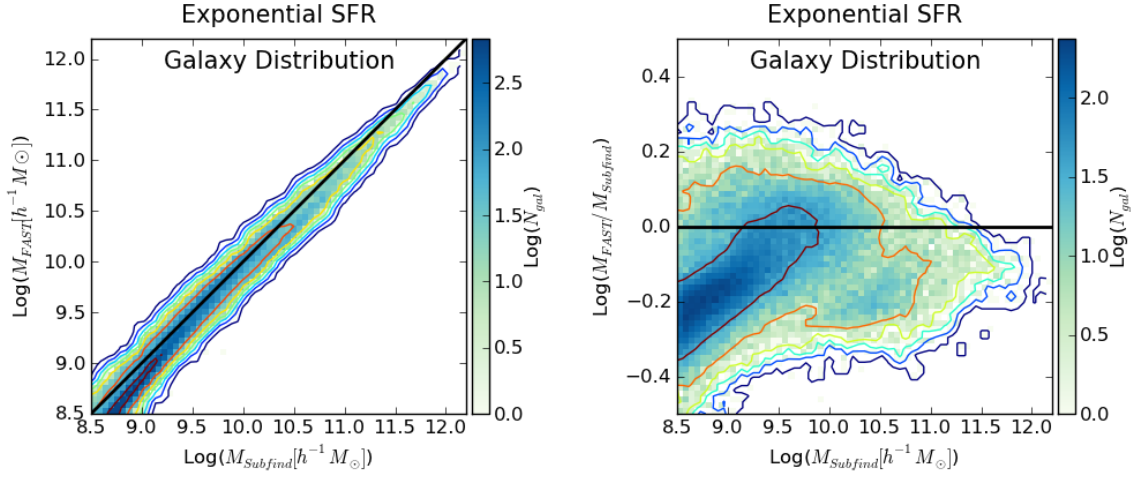 Exponential SFR
Galaxy Distribution
Log(M_FAST[h^-1 M⊙])
12.0
11.5
11.0
10.5
10.0
9.5
9.0
8.5
8.5 9.0 9.5 10.0 10.5 11.0 11.5 12.0
Log(M_Subfind[h^-1 M⊙])
2.5
2.0
1.5
1.0
0.5
0.0
Log(N_gal)
Exponential SFR
Galaxy Distribution
Log(M_FAST/M_Subfind)
0.4
0.2
0.0
−0.2
−0.4
8.5 9.0 9.5 10.0 10.5 11.0 11.5 12.0
Log(M_Subfind[h^-1 M⊙])
2.0
1.5
1.0
0.5
0.0
Log(N_gal)